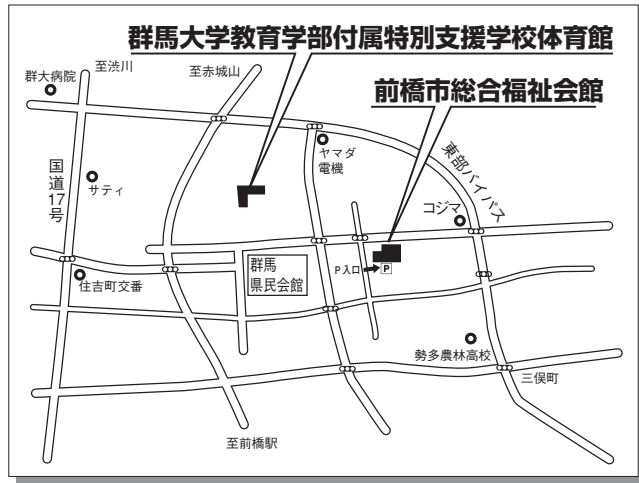 群馬大学教育学部付属特別支援学校体育館
至渋川
至赤城山
群大病院
前橋市総合福祉会館
国道17号
サティ
ヤマダ
電機
東部バイパス
コジマ
群馬
県民会館
P入口
P
住吉町交番
勢多農林高校
三俣町
至前橋駅